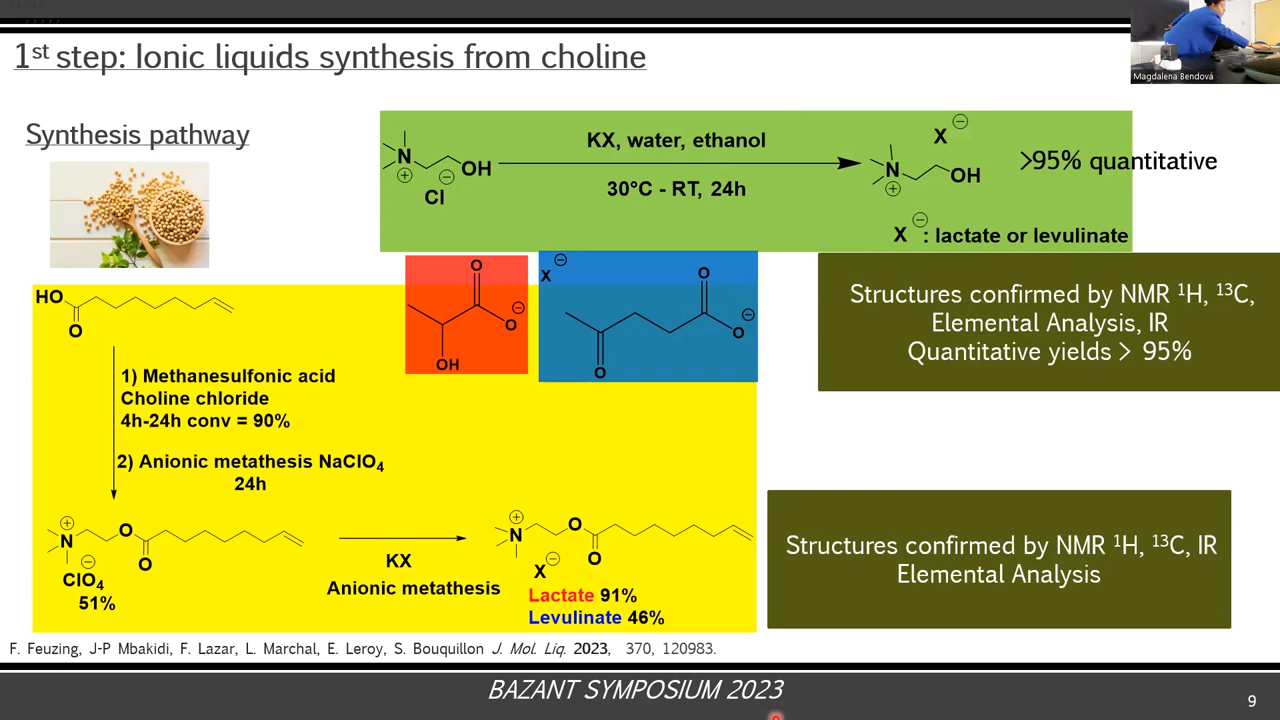 1st step: Ionic liquids synthesis from choline
Magdalena Bendová
Synthesis pathway
N
⊕
OH
⊖
Cl
KX, water, ethanol
30°C - RT, 24h
X ⊖
N
⊕
OH
>95% quantitative
X ⊖ : lactate or levulinate
HO
O
O
⊖
O
OH
X ⊖
O
⊖
O
O
Structures confirmed by NMR ¹H, ¹³C,
Elemental Analysis, IR
Quantitative yields > 95%
1) Methanesulfonic acid
Choline chloride
4h-24h conv = 90%
2) Anionic metathesis NaClO₄
24h
⊕
N
O
O
⊖
ClO₄
51%
KX
Anionic metathesis
⊕
N
O
O
X ⊖
Lactate 91%
Levulinate 46%
Structures confirmed by NMR ¹H, ¹³C, IR
Elemental Analysis
F. Feuzing, J-P Mbakidi, F. Lazar, L. Marchal, E. Leroy, S. Bouquillon J. Mol. Liq. 2023, 370, 120983.
BAZANT SYMPOSIUM 2023
9